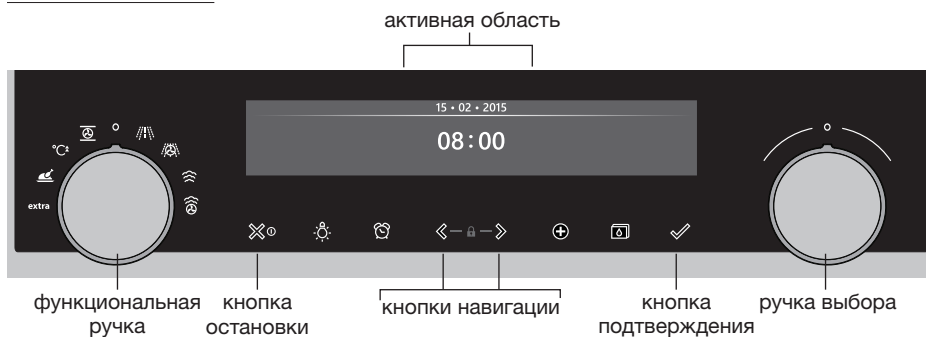 активная область
15 • 02 • 2015
08:00
°C
extra
функциональная
ручка
кнопка
остановки
кнопки навигации
кнопка
подтверждения
ручка выбора